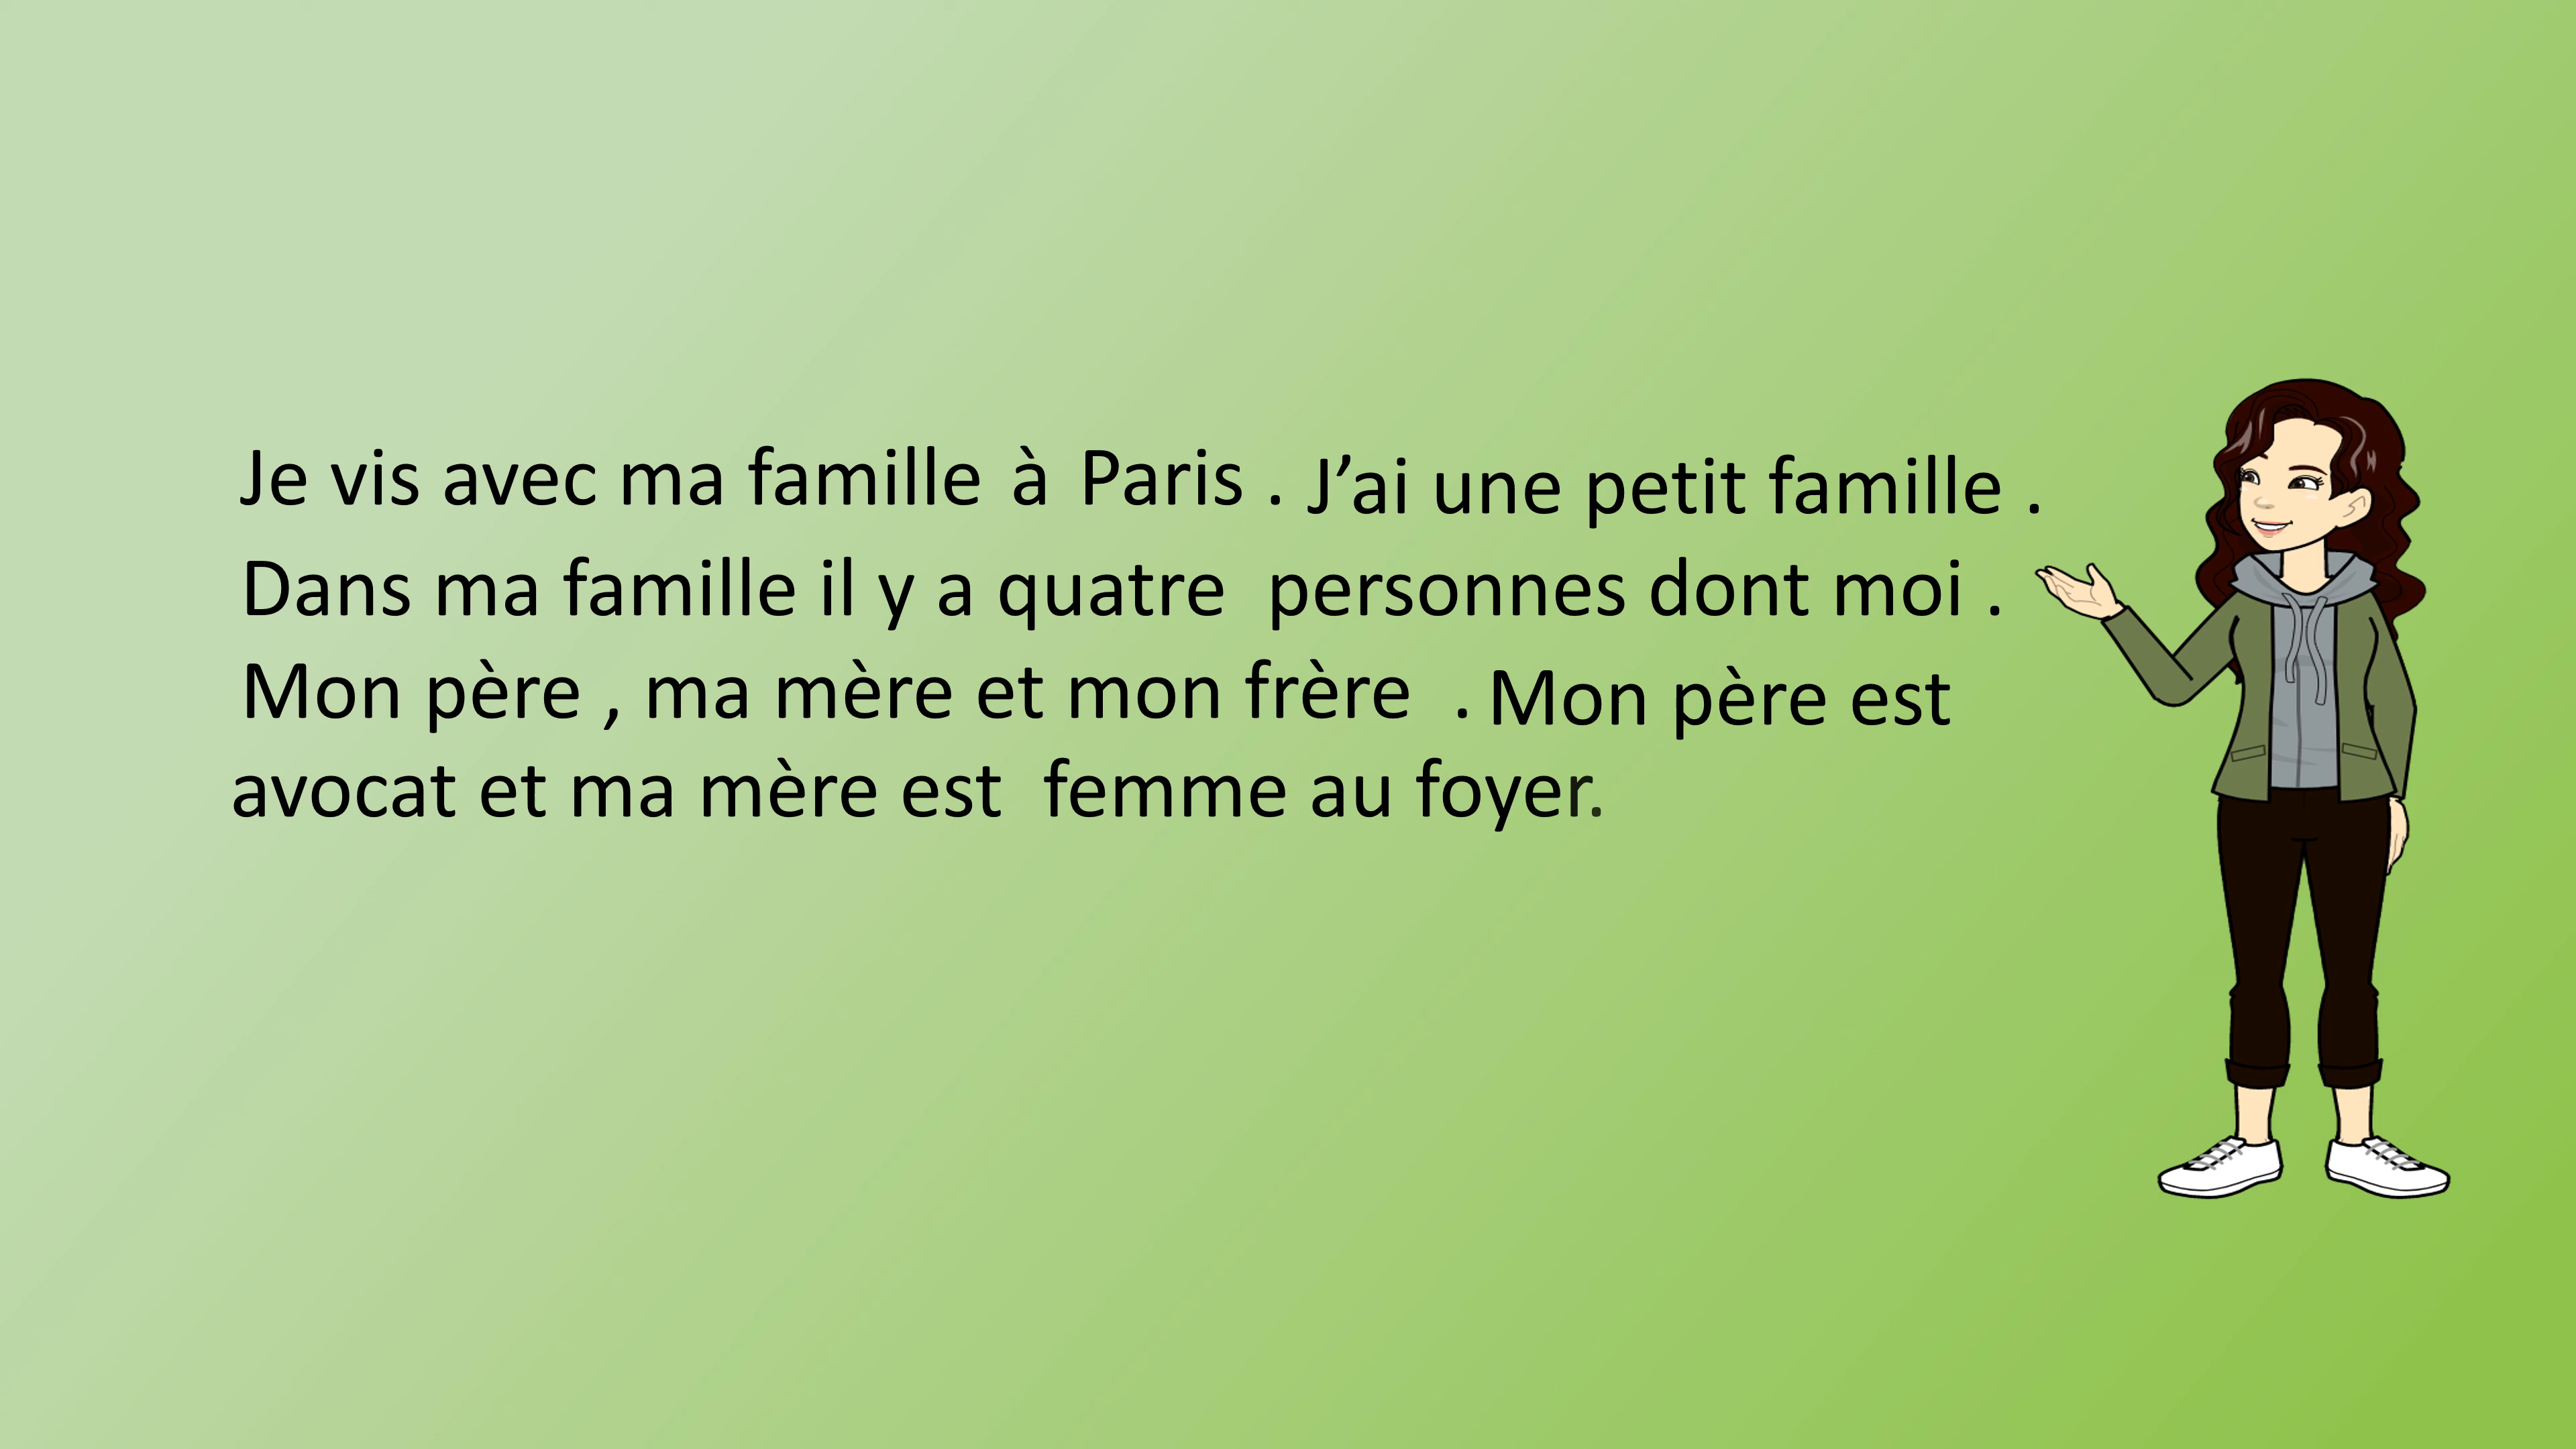 Je vis avec ma famille à Paris . J’ai une petit famille .
Dans ma famille il y a quatre personnes dont moi .
Mon père , ma mère et mon frère . Mon père est
avocat et ma mère est femme au foyer.